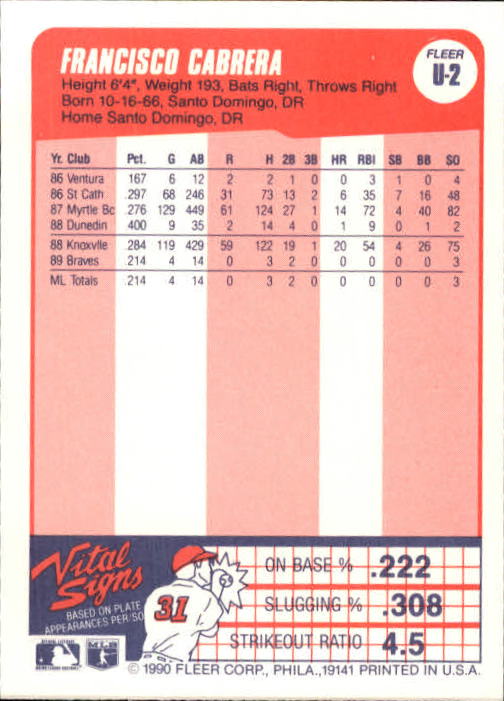 FRANCISCO CABRERA
FLEER
U-2
Height 6'4", Weight 193, Bats Right, Throws Right
Born 10-16-66, Santo Domingo, DR
Home Santo Domingo, DR
Yr. Club Pct. G AB R H 2B 3B HR RBI SB BB SO
86 Ventura 167 6 12 2 2 1 0 0 3 1 0 4
86 St Cath .297 68 246 31 73 13 2 6 35 7 16 48
87 Myrtle Bc .276 129 449 61 124 27 1 14 72 4 40 82
88 Dunedin 400 9 35 2 14 4 0 1 9 0 1 2
88 Knoxvlle .284 119 429 59 122 19 1 20 54 4 26 75
89 Braves .214 4 14 0 3 2 0 0 0 0 0 3
ML Totals .214 4 14 0 3 2 0 0 0 0 0 3
Vital Signs
BASED ON PLATE
APPEARANCES PER/SO
31
ON BASE % .222
SLUGGING % .308
STRIKEOUT RATIO 4.5
MLB
© 1990 FLEER CORP., PHILA.,19141 PRINTED IN U.S.A.